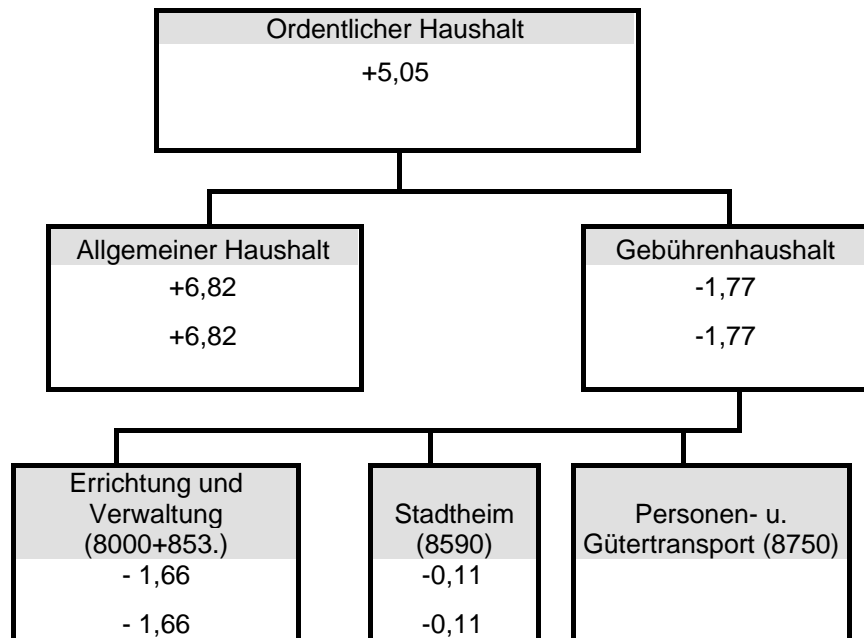 Ordentlicher Haushalt
+5,05
Allgemeiner Haushalt
+6,82
+6,82
Gebührenhaushalt
-1,77
-1,77
Errichtung und
Verwaltung
(8000+853.)
- 1,66
- 1,66
Stadtheim
(8590)
-0,11
-0,11
Personen- u.
Gütertransport (8750)